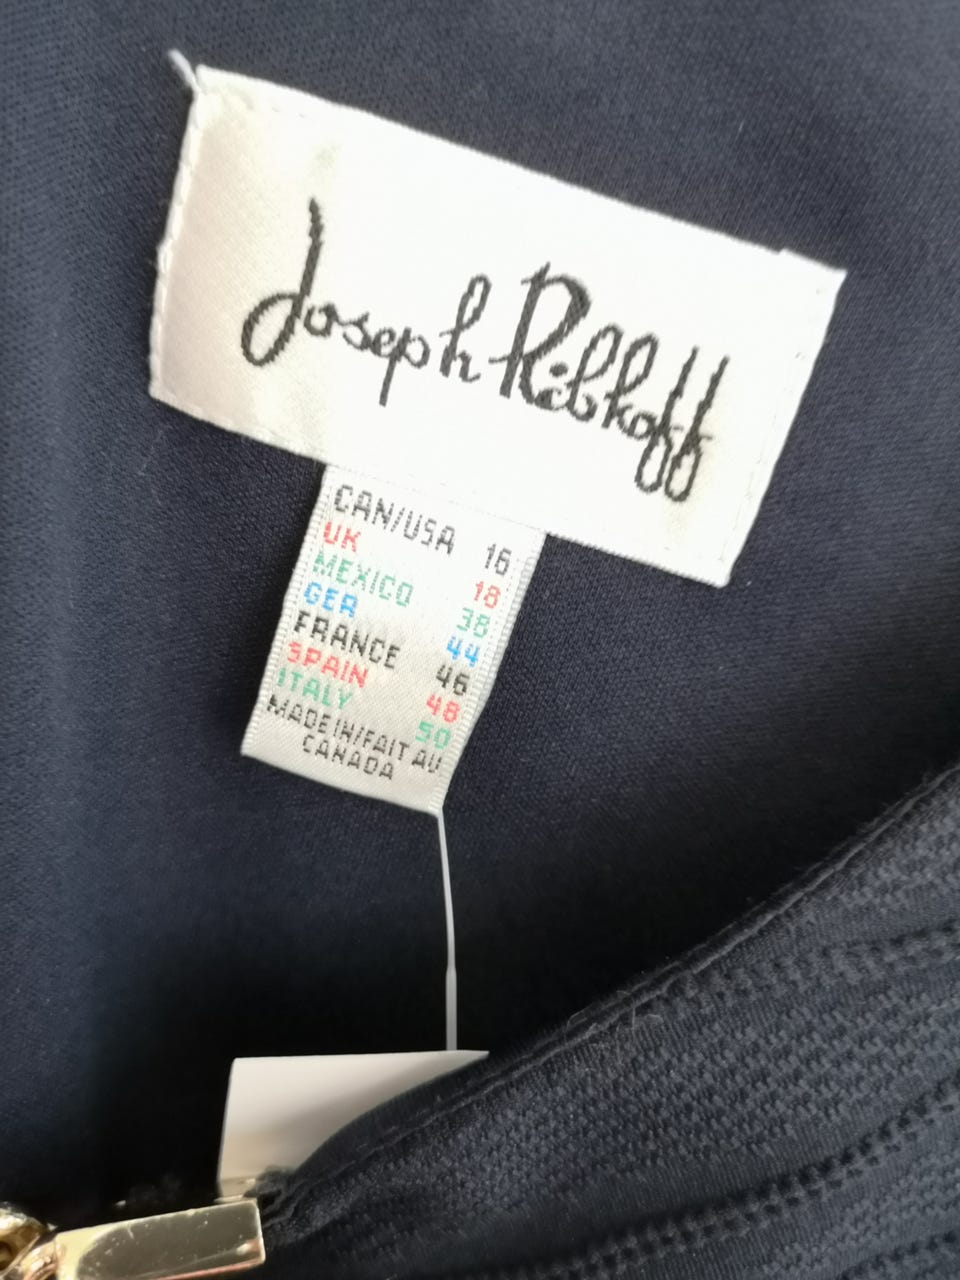 Joseph Ribkoff
CAN/USA 16
UK 18
MEXICO 38
GER 44
FRANCE 46
SPAIN 48
ITALY 50
MADE IN/FAIT AU
CANADA